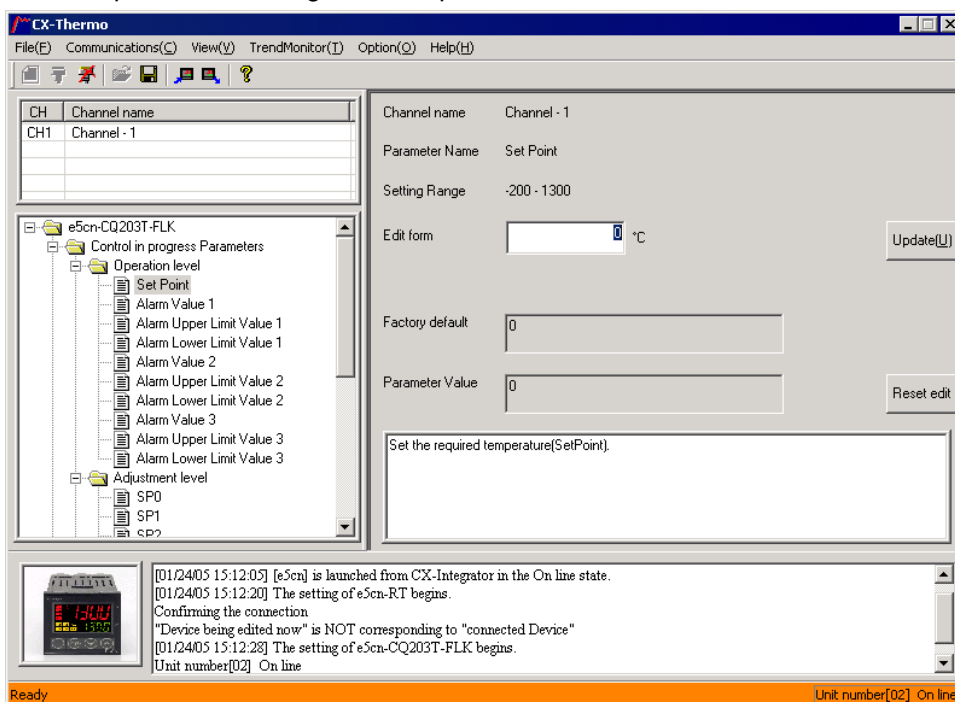 CX-Thermo
File(F) Communications(C) View(V) TrendMonitor(T) Option(O) Help(H)
CH Channel name
CH1 Channel - 1
e5cn-CQ203T-FLK
Control in progress Parameters
Operation level
Set Point
Alarm Value 1
Alarm Upper Limit Value 1
Alarm Lower Limit Value 1
Alarm Value 2
Alarm Upper Limit Value 2
Alarm Lower Limit Value 2
Alarm Value 3
Alarm Upper Limit Value 3
Alarm Lower Limit Value 3
Adjustment level
SP0
SP1
SP2
Channel name Channel - 1
Parameter Name Set Point
Setting Range -200 - 1300
Edit form 0 °C Update(U)
Factory default 0
Parameter Value 0 Reset edit
Set the required temperature(SetPoint).
[01/24/05 15:12:05] [e5cn] is launched from CX-Integrator in the On line state.
[01/24/05 15:12:20] The setting of e5cn-RT begins.
Confirming the connection
"Device being edited now" is NOT corresponding to "connected Device"
[01/24/05 15:12:28] The setting of e5cn-CQ203T-FLK begins.
Unit number[02] On line
Ready Unit number[02] On line